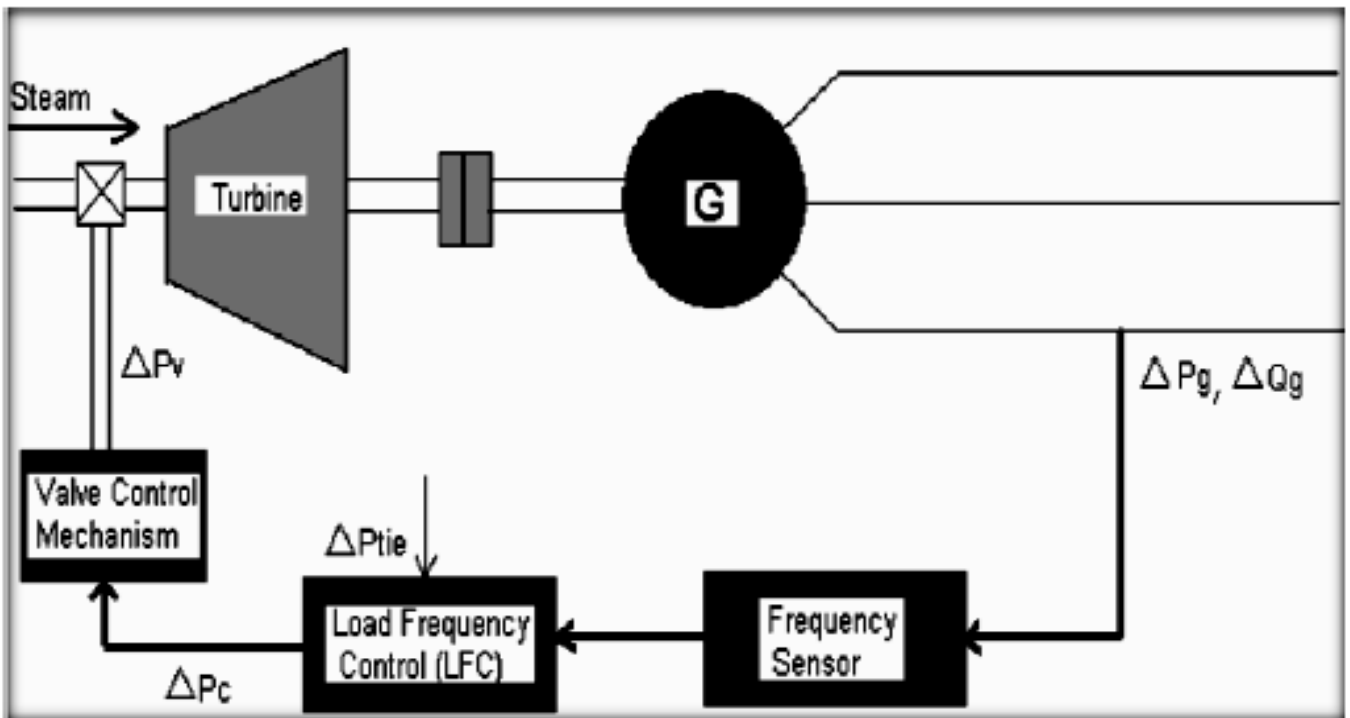 Steam
Turbine
G
ΔPv
ΔPg, ΔQg
Valve Control
Mechanism
ΔPtie
Load Frequency
Control (LFC)
Frequency
Sensor
ΔPc